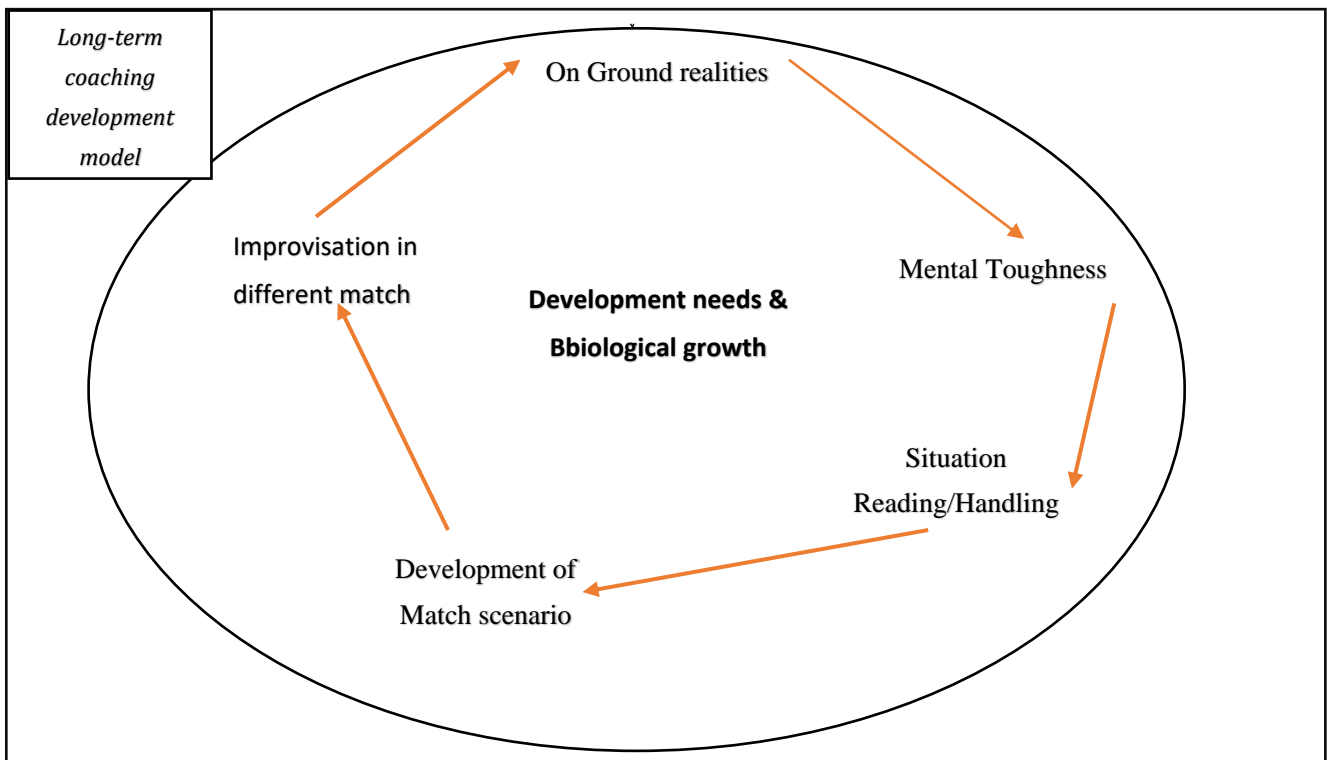 Long-term
coaching
development
model
On Ground realities
Mental Toughness
Situation
Reading/Handling
Development of
Match scenario
Improvisation in
different match
Development needs &
Bbiological growth